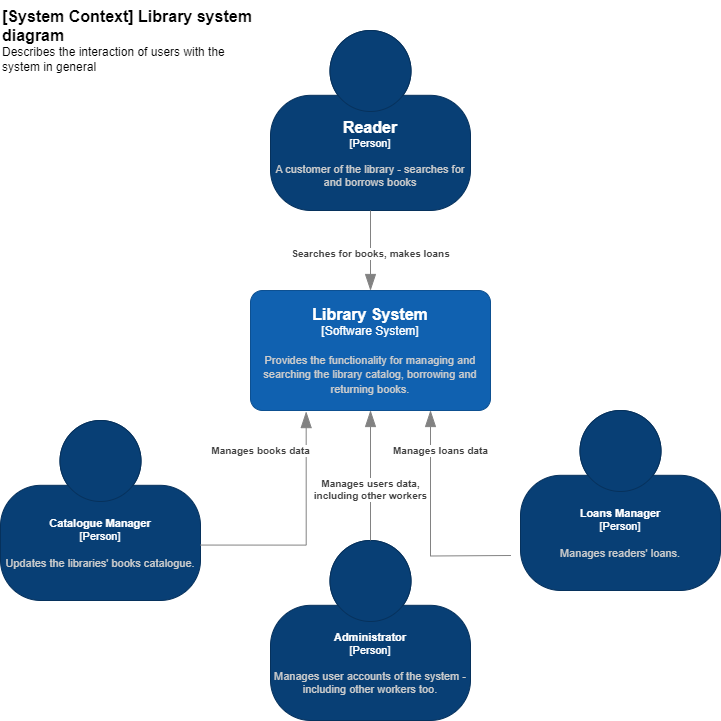 [System Context] Library system
diagram
Describes the interaction of users with the
system in general
Reader
[Person]
A customer of the library - searches for
and borrows books
Searches for books, makes loans
Library System
[Software System]
Provides the functionality for managing and
searching the library catalog, borrowing and
returning books.
Manages books data
Manages loans data
Manages users data,
including other workers
Catalogue Manager
[Person]
Updates the libraries' books catalogue.
Loans Manager
[Person]
Manages readers' loans.
Administrator
[Person]
Manages user accounts of the system -
including other workers too.